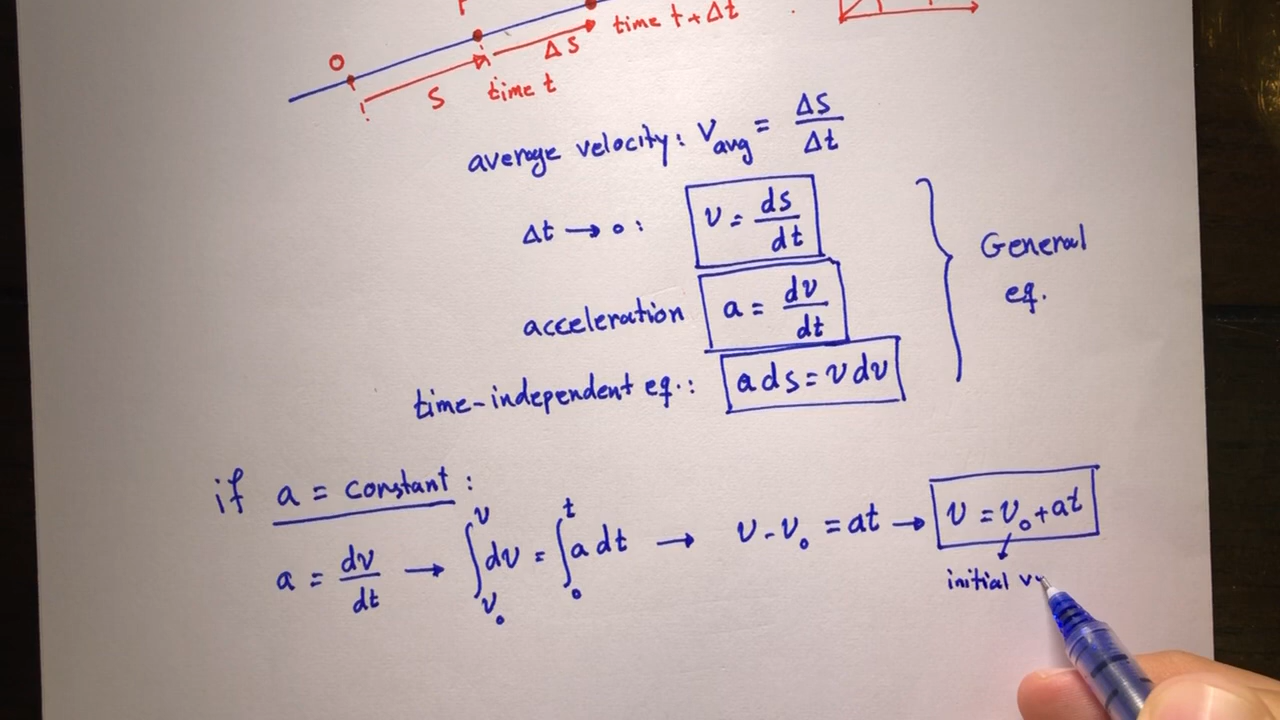 O
time t + Δt
Δs
S time t
average velocity: Vavg = Δs/Δt
Δt → 0: v = ds/dt
acceleration a = dv/dt
time-independent eq.: a ds = v dv
General
eq.
if a = constant:
a = dv/dt → ∫_{v₀}^{v} dv = ∫_{0}^{t} a dt → v - v₀ = at → v = v₀ + at
initial